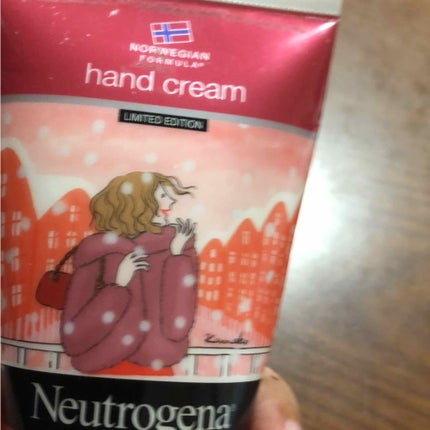 NORWEGIAN
FORMULA®
hand cream
LIMITED EDITION
Neutrogena®